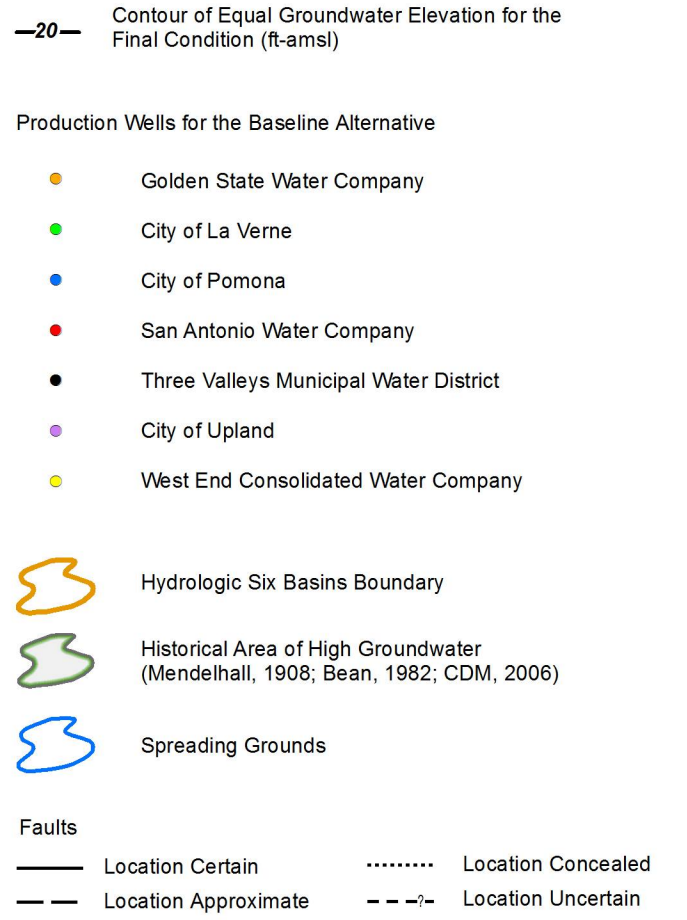 —20—
Contour of Equal Groundwater Elevation for the
Final Condition (ft-amsl)
Production Wells for the Baseline Alternative
Golden State Water Company
City of La Verne
City of Pomona
San Antonio Water Company
Three Valleys Municipal Water District
City of Upland
West End Consolidated Water Company
Hydrologic Six Basins Boundary
Historical Area of High Groundwater
(Mendelhall, 1908; Bean, 1982; CDM, 2006)
Spreading Grounds
Faults
Location Certain
Location Concealed
Location Approximate
?
Location Uncertain